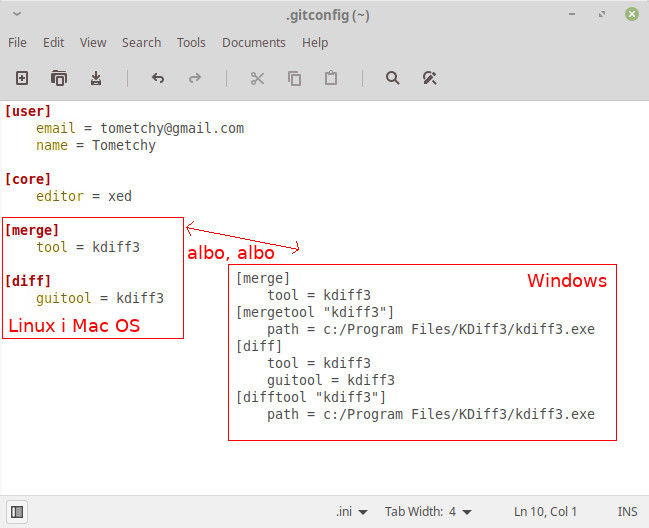 .gitconfig (~)
File Edit View Search Tools Documents Help
[user]
email = tometchy@gmail.com
name = Tometchy
[core]
editor = xed
[merge]
tool = kdiff3
[diff]
guitool = kdiff3
Linux i Mac OS
albo, albo
Windows
[merge]
tool = kdiff3
[mergetool "kdiff3"]
path = c:/Program Files/KDiff3/kdiff3.exe
[diff]
tool = kdiff3
guitool = kdiff3
[difftool "kdiff3"]
path = c:/Program Files/KDiff3/kdiff3.exe
.ini Tab Width: 4 Ln 10, Col 1 INS